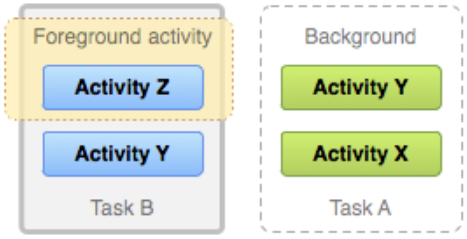 Foreground activity
Activity Z
Activity Y
Task B
Background
Activity Y
Activity X
Task A